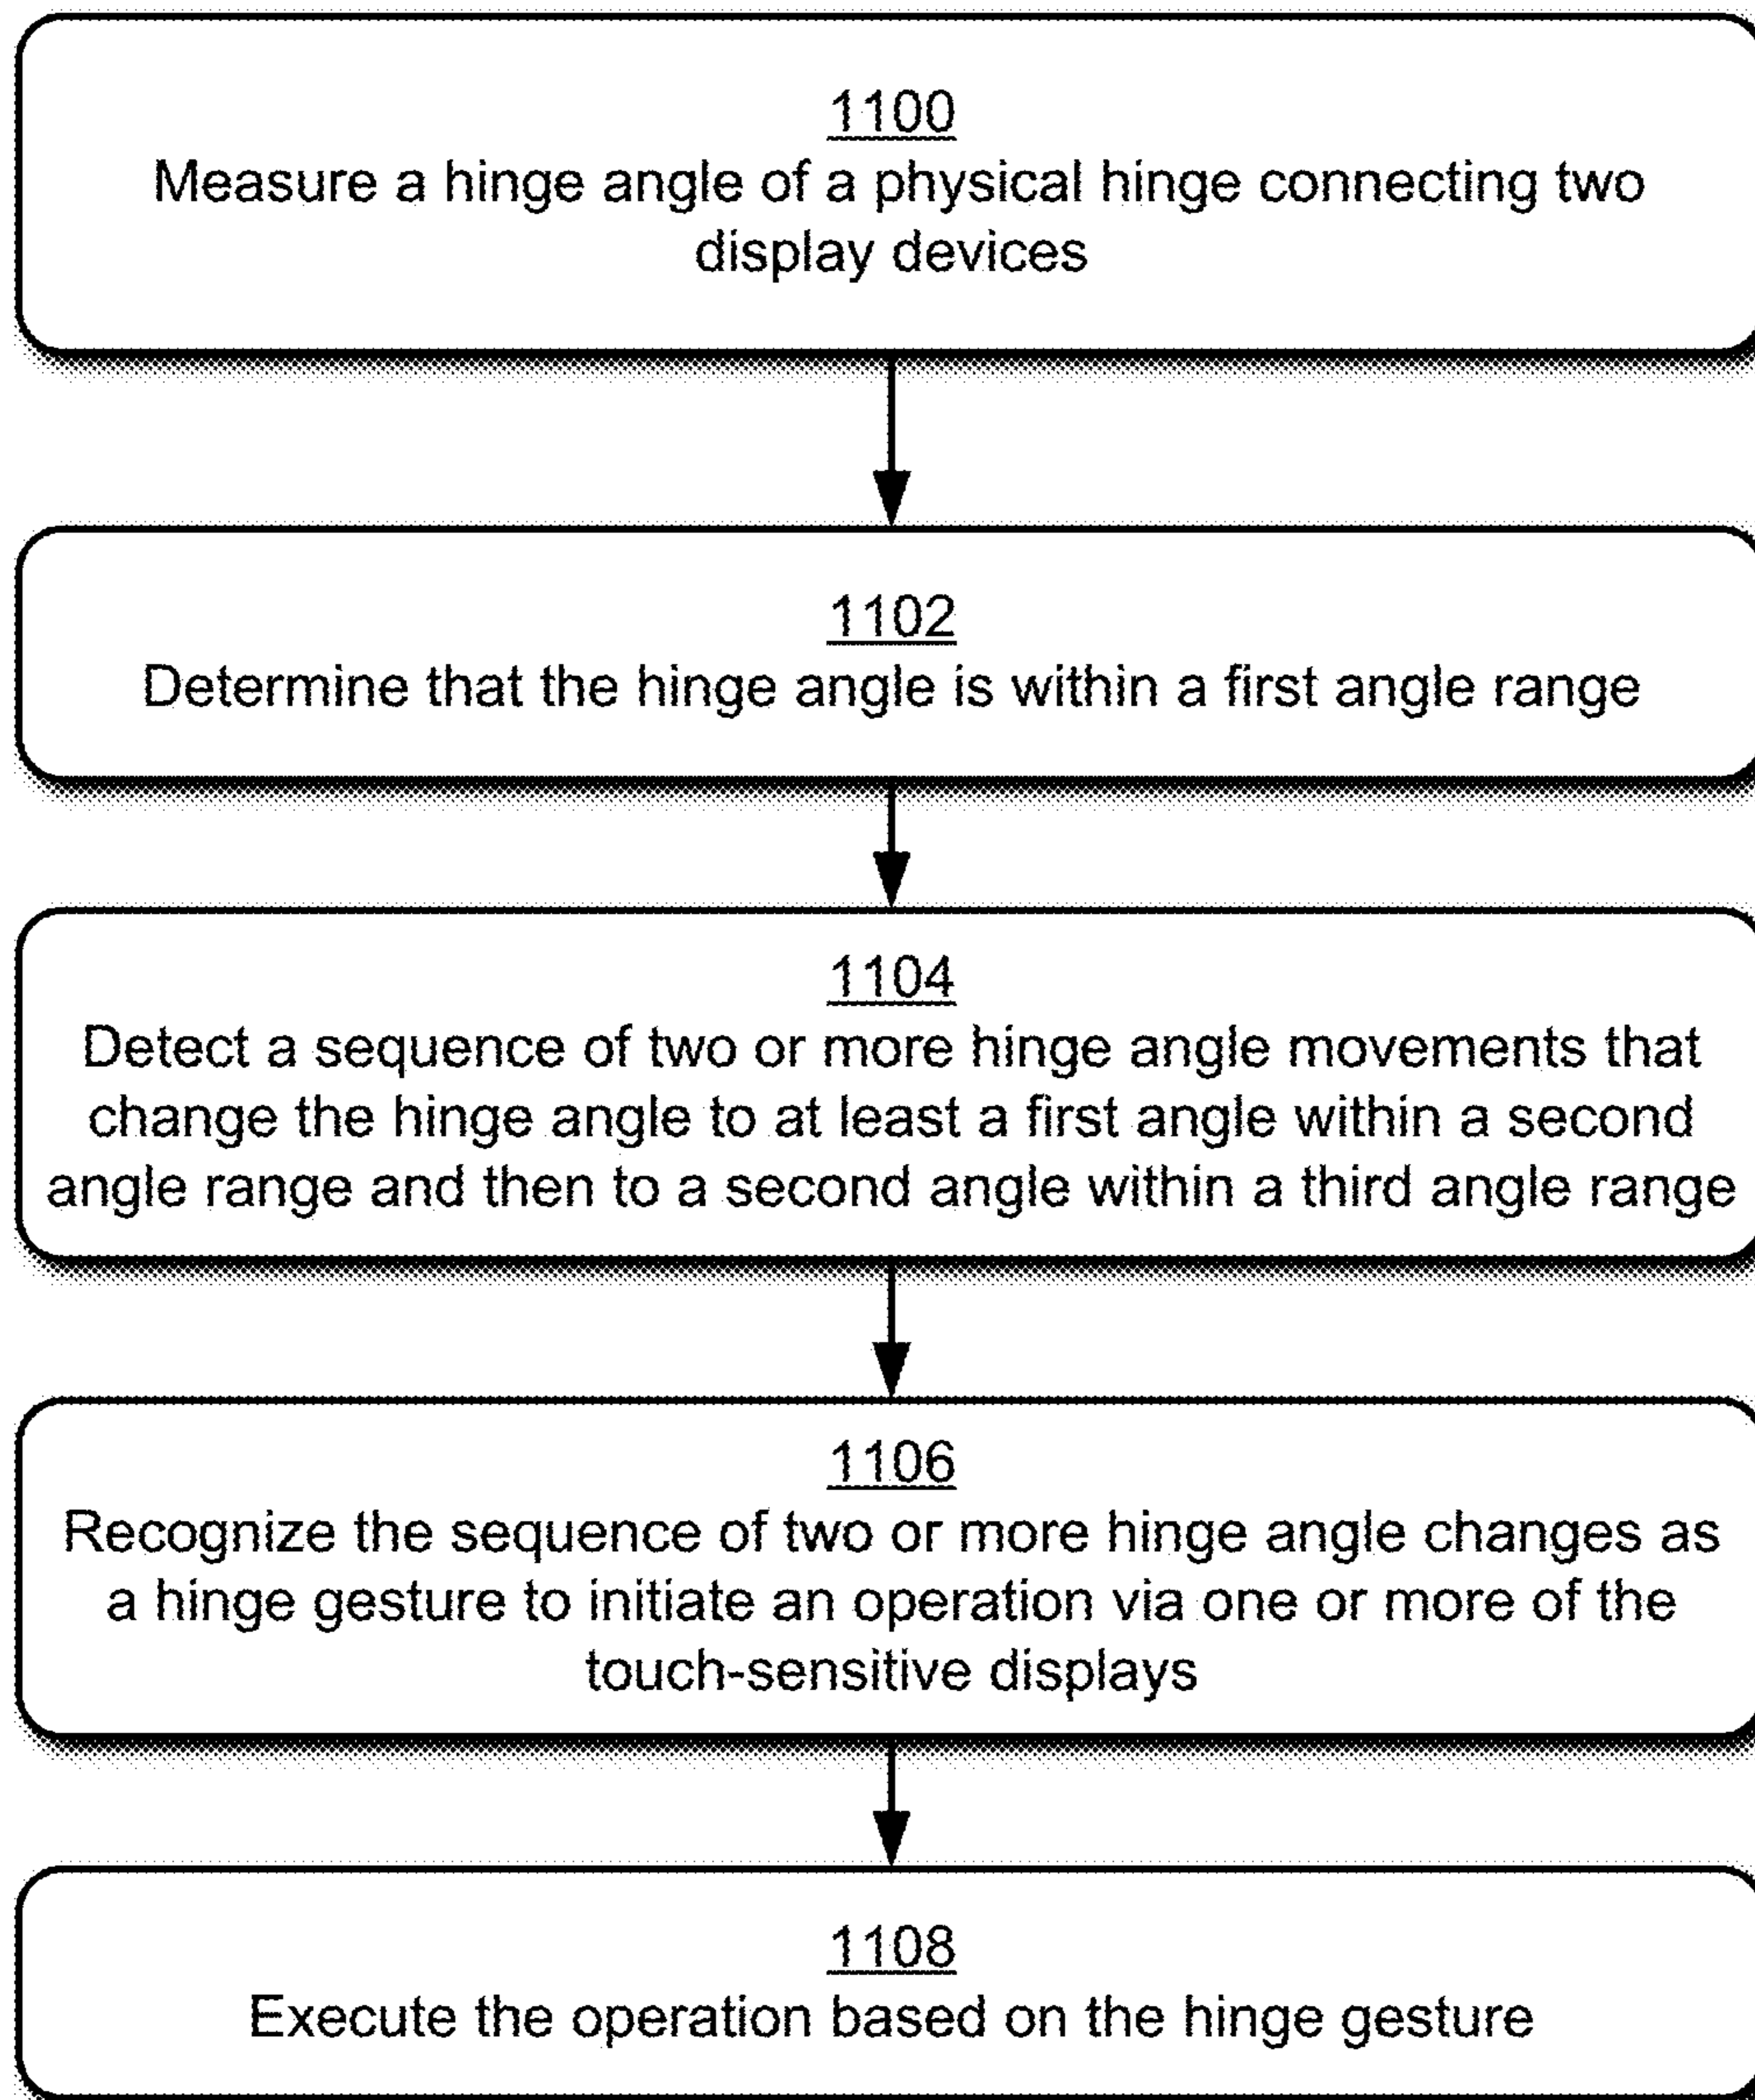 1100
Measure a hinge angle of a physical hinge connecting two
display devices
1102
Determine that the hinge angle is within a first angle range
1104
Detect a sequence of two or more hinge angle movements that
change the hinge angle to at least a first angle within a second
angle range and then to a second angle within a third angle range
1106
Recognize the sequence of two or more hinge angle changes as
a hinge gesture to initiate an operation via one or more of the
touch-sensitive displays
1108
Execute the operation based on the hinge gesture